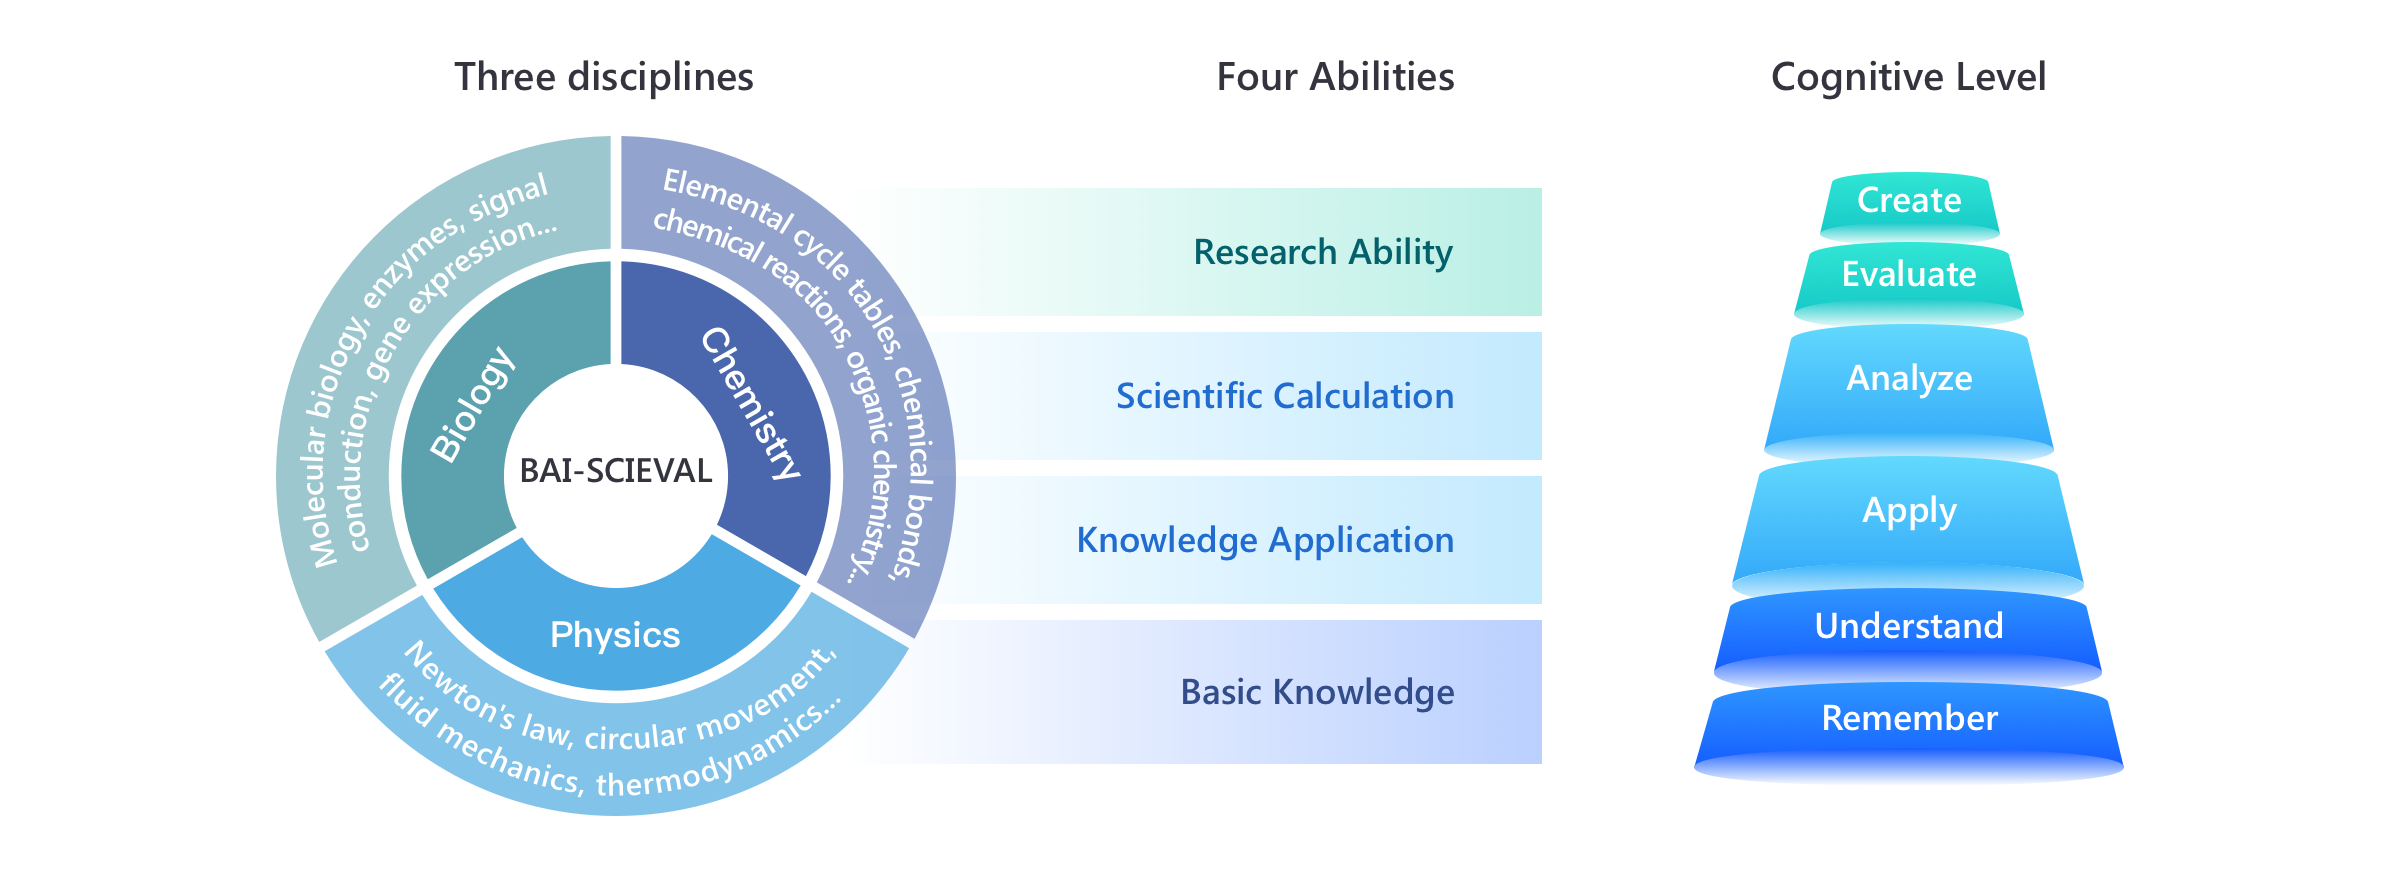 Three disciplines
Four Abilities
Cognitive Level
Molecular biology, enzymes, signal
conduction, gene expression...
Elemental cycle tables, chemical bonds,
chemical reactions, organic chemistry...
Biology
Chemistry
BAI-SCIEVAL
Physics
Newton's law, circular movement,
fluid mechanics, thermodynamics...
Research Ability
Scientific Calculation
Knowledge Application
Basic Knowledge
Create
Evaluate
Analyze
Apply
Understand
Remember